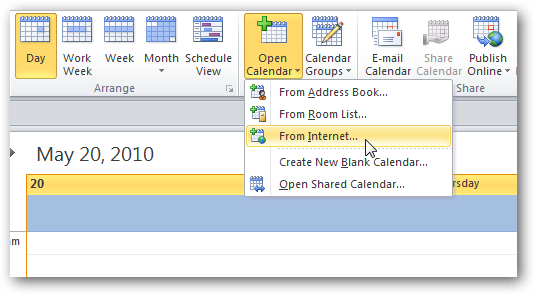 Day
Work
Week
Week
Month
Schedule
View
Open
Calendar
Calendar
Groups
E-mail
Calendar
Share
Calendar
Publish
Online
Arrange
Share
From Address Book...
From Room List...
From Internet...
Create New Blank Calendar...
Open Shared Calendar...
May 20, 2010
20
rsday
am